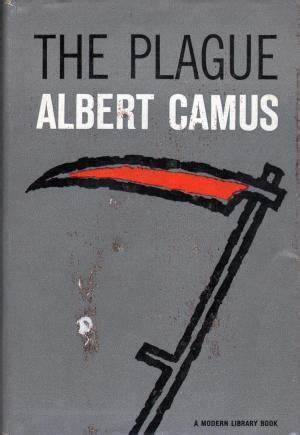 THE PLAGUE
ALBERT CAMUS
A MODERN LIBRARY BOOK